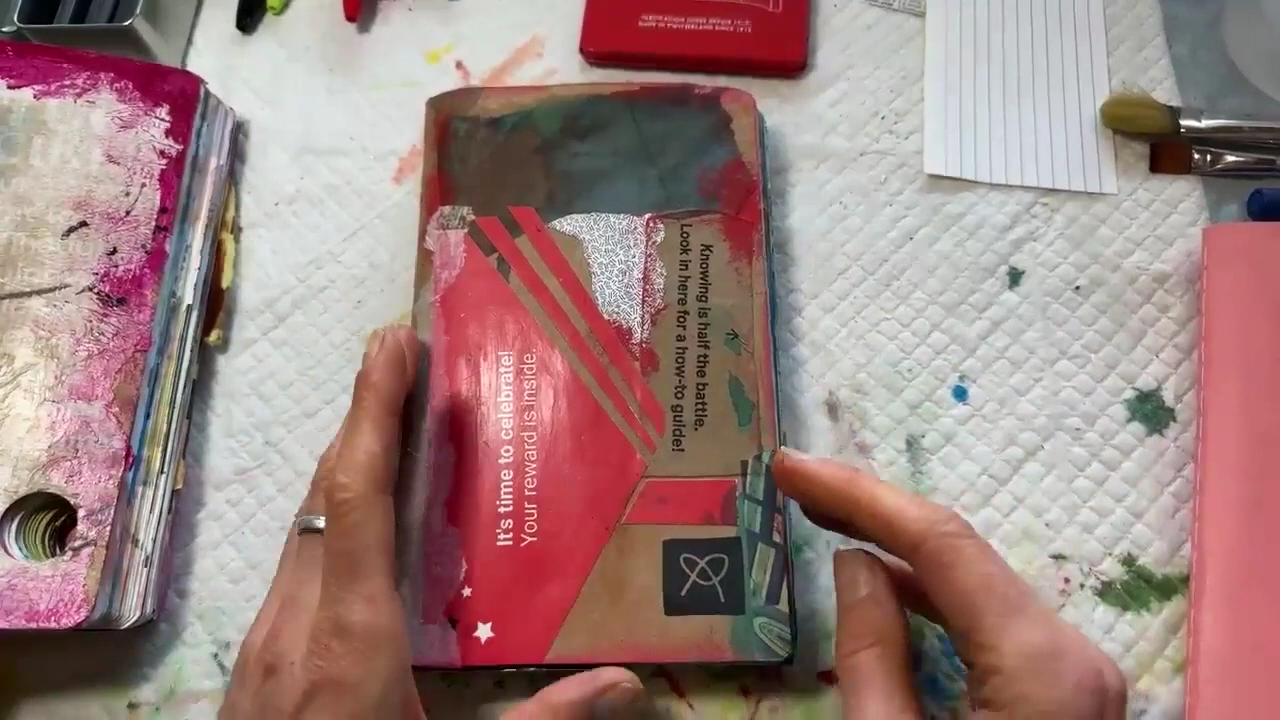 It's time to celebrate!
Your reward is inside.
Knowing is half the battle.
Look in here for a how-to guide!